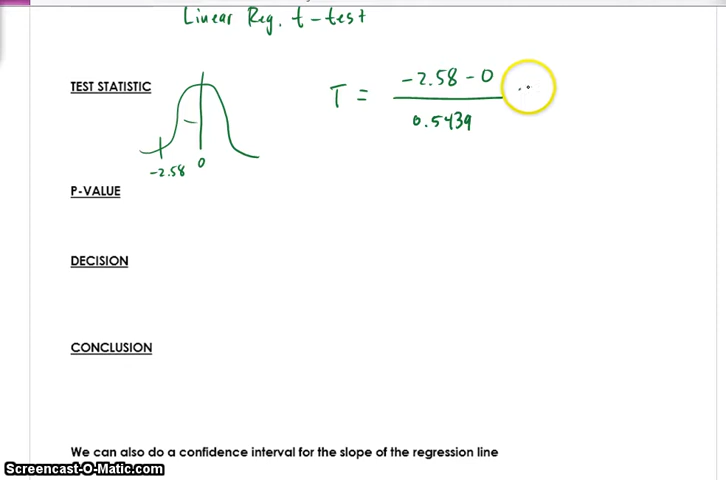 Linear Reg. t-test
TEST STATISTIC
T = -2.58 - 0
0.5439
-2.58 0
P-VALUE
DECISION
CONCLUSION
We can also do a confidence interval for the slope of the regression line
Screencast-O-Matic.com